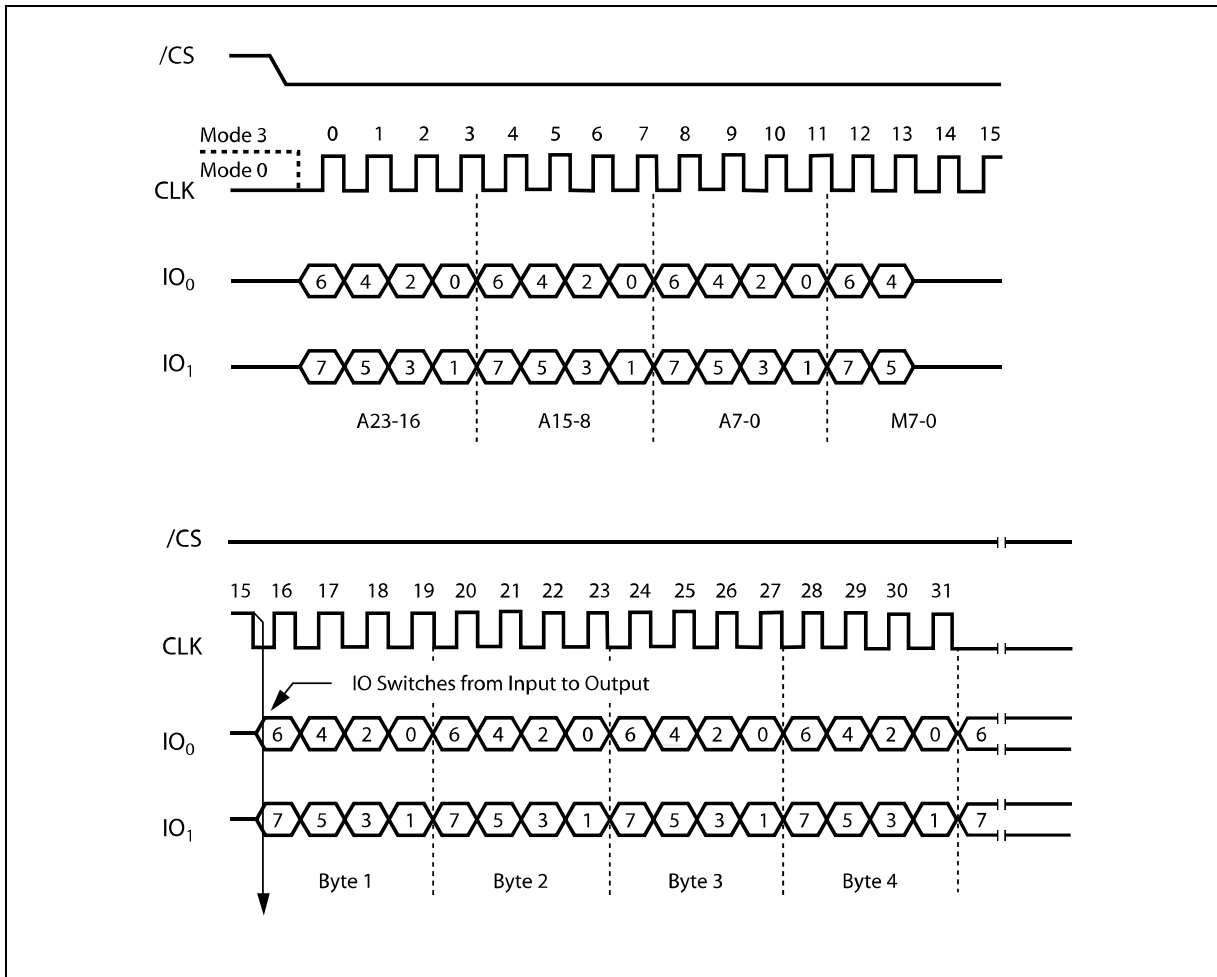 /CS
Mode 3
0 1 2 3 4 5 6 7 8 9 10 11 12 13 14 15
Mode 0
CLK
IO0 6 4 2 0 6 4 2 0 6 4 2 0 6 4
IO1 7 5 3 1 7 5 3 1 7 5 3 1 7 5
A23-16 A15-8 A7-0 M7-0
/CS
15 16 17 18 19 20 21 22 23 24 25 26 27 28 29 30 31
CLK
IO Switches from Input to Output
IO0 6 4 2 0 6 4 2 0 6 4 2 0 6 4 2 0 6
IO1 7 5 3 1 7 5 3 1 7 5 3 1 7 5 3 1 7
Byte 1 Byte 2 Byte 3 Byte 4